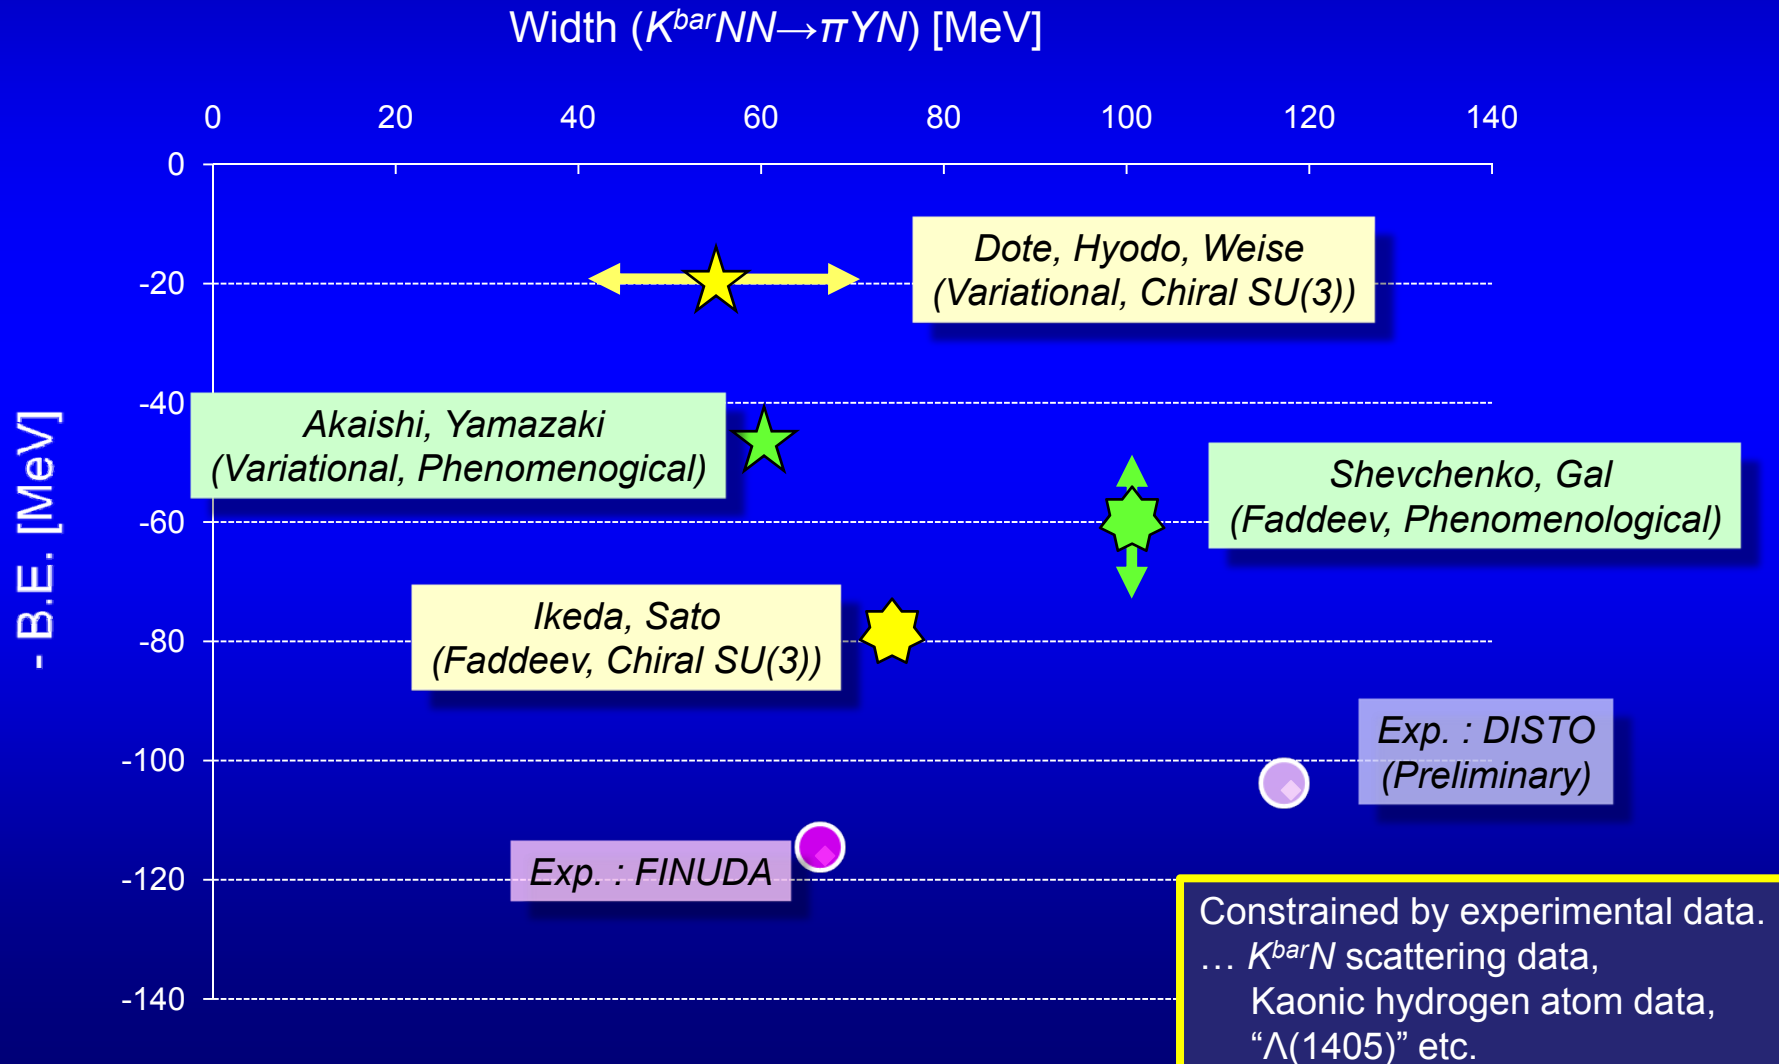 Width (KbarNN→πYN) [MeV]
0 20 40 60 80 100 120 140
0
-20
-40
-60
-80
-100
-120
-140
- B.E. [MeV]
Dote, Hyodo, Weise
(Variational, Chiral SU(3))
Akaishi, Yamazaki
(Variational, Phenomenogical)
Shevchenko, Gal
(Faddeev, Phenomenological)
Ikeda, Sato
(Faddeev, Chiral SU(3))
Exp. : DISTO
(Preliminary)
Exp. : FINUDA
Constrained by experimental data.
… KbarN scattering data,
Kaonic hydrogen atom data,
“Λ(1405)” etc.